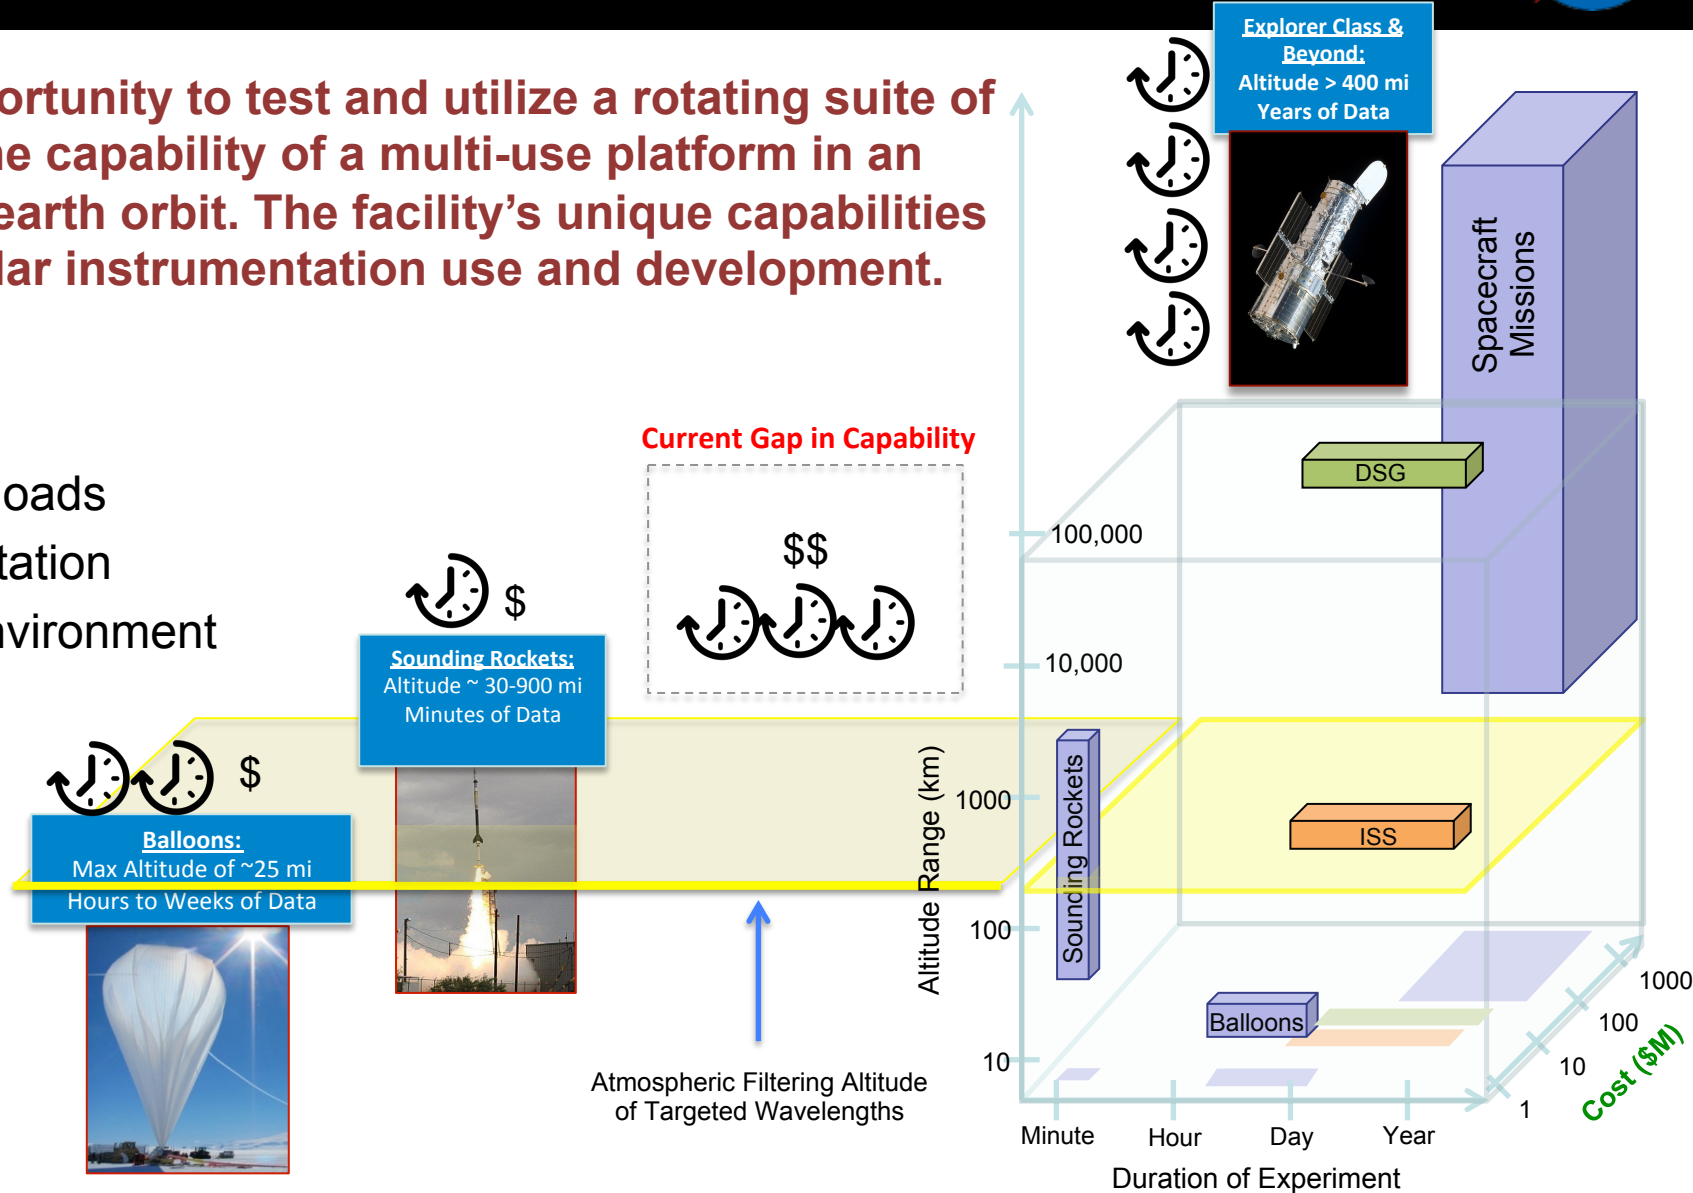 ortunity to test and utilize a rotating suite of
e capability of a multi-use platform in an
earth orbit. The facility's unique capabilities
lar instrumentation use and development.
oads
tation
nvironment
Explorer Class &
Beyond:
Altitude > 400 mi
Years of Data
Current Gap in Capability
$$
$
Sounding Rockets:
Altitude ~ 30-900 mi
Minutes of Data
$
Balloons:
Max Altitude of ~25 mi
Hours to Weeks of Data
Atmospheric Filtering Altitude
of Targeted Wavelengths
Spacecraft
Missions
DSG
100,000
10,000
1000
100
10
Altitude Range (km)
Sounding Rockets
ISS
Balloons
1000
100
10
1
Cost ($M)
Minute
Hour
Day
Year
Duration of Experiment